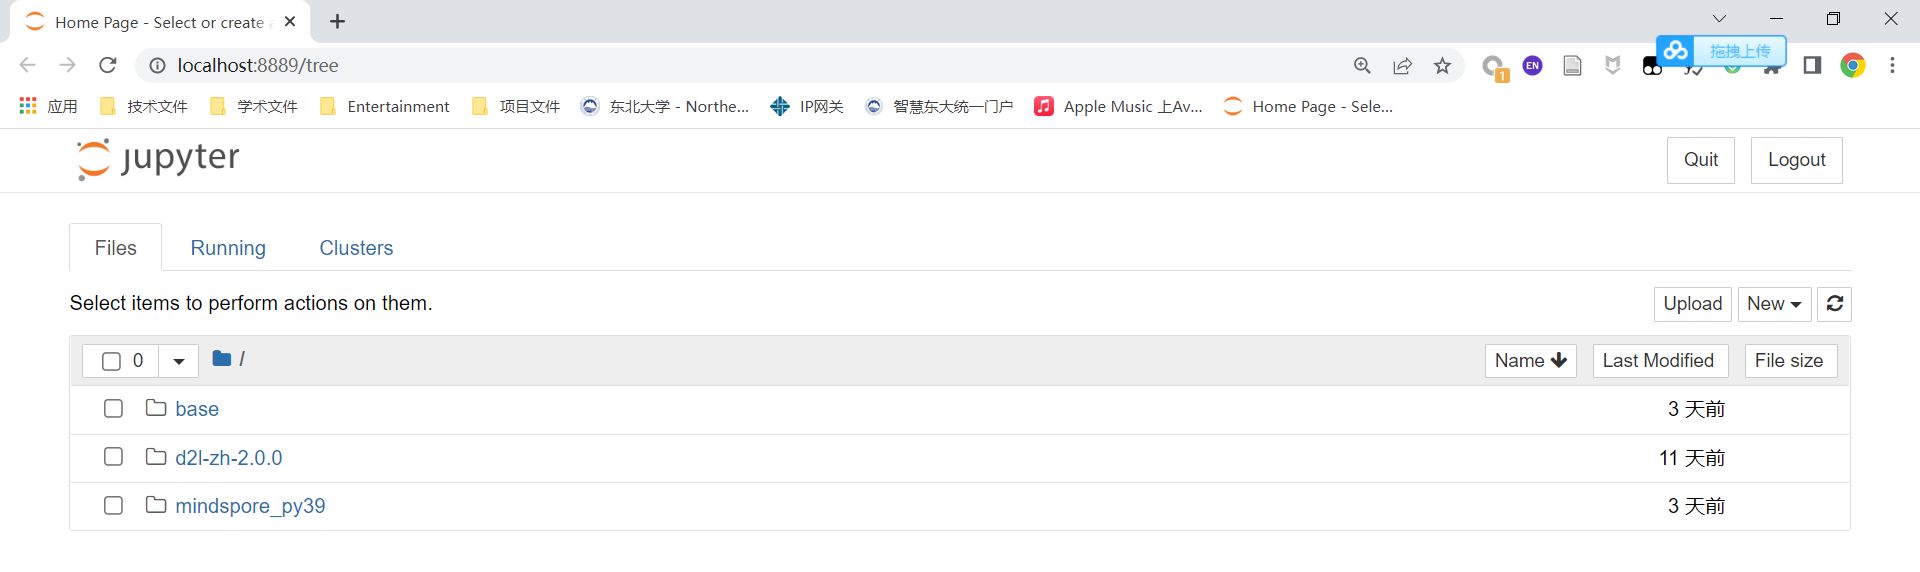 Home Page - Select or create a
拖拽上传
localhost:8889/tree
1
EN
应用
技术文件
学术文件
Entertainment
项目文件
东北大学 - Northe...
IP网关
智慧东大统一门户
Apple Music 上Av...
Home Page - Sele...
jupyter
Quit
Logout
Files
Running
Clusters
Select items to perform actions on them.
Upload
New
0
/
Name
Last Modified
File size
base
3 天前
d2l-zh-2.0.0
11 天前
mindspore_py39
3 天前